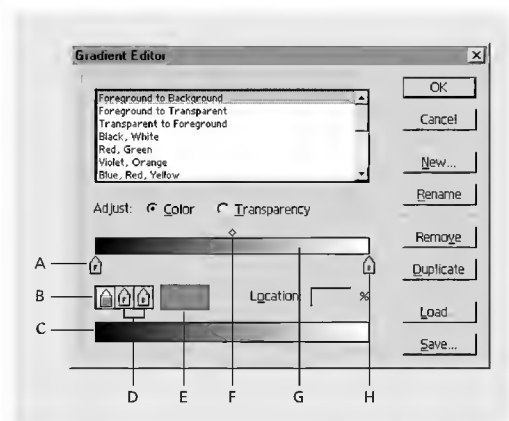 Gradient Editor
Foreground to Background
Foreground to Transparent
Transparent to Foreground
Black, White
Red, Green
Violet, Orange
Blue, Red, Yellow
OK
Cancel
New...
Rename
Remove
Duplicate
Load...
Save...
Adjust: Color Transparency
A
B
Location: %
C
D E F G H